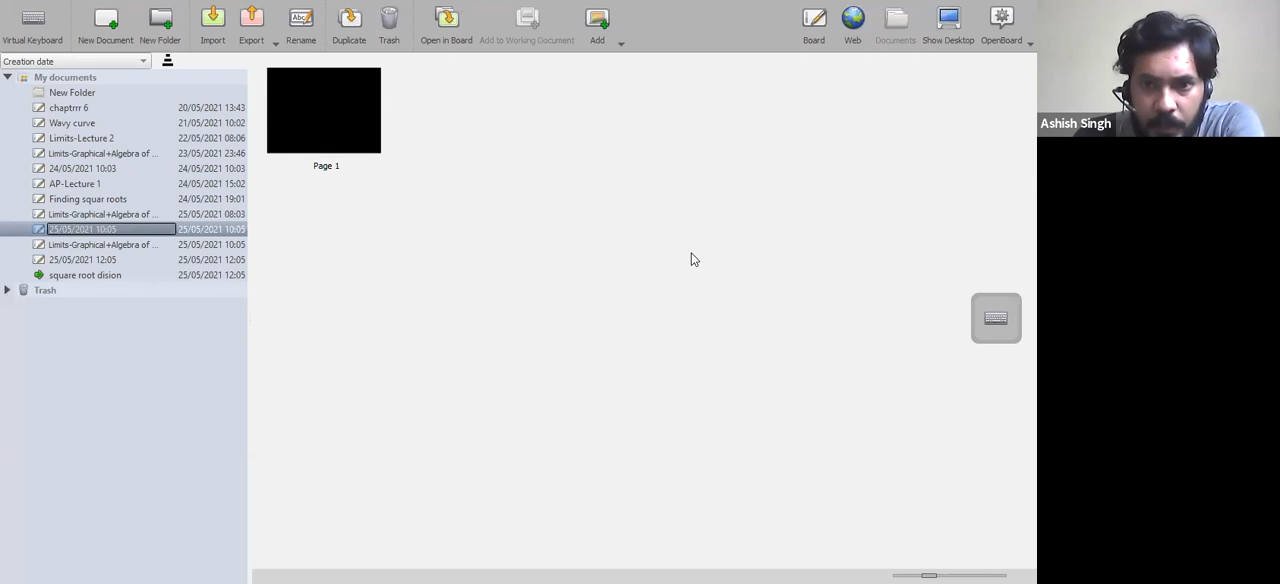 Virtual Keyboard
New Document
New Folder
Import
Export
Rename
Duplicate
Trash
Open in Board
Add to Working Document
Add
Board
Web
Documents
Show Desktop
OpenBoard
Creation date
My documents
New Folder
chaptrrr 6 20/05/2021 13:43
Wavy curve 21/05/2021 10:02
Limits-Lecture 2 22/05/2021 08:06
Limits-Graphical+Algebra of ... 23/05/2021 23:46
24/05/2021 10:03 24/05/2021 10:03
AP-Lecture 1 24/05/2021 15:02
Finding squar roots 24/05/2021 19:01
Limits-Graphical+Algebra of ... 25/05/2021 08:03
25/05/2021 10:05 25/05/2021 10:05
Limits-Graphical+Algebra of ... 25/05/2021 10:05
25/05/2021 12:05 25/05/2021 12:05
square root dision 25/05/2021 12:05
Trash
Page 1
Ashish Singh